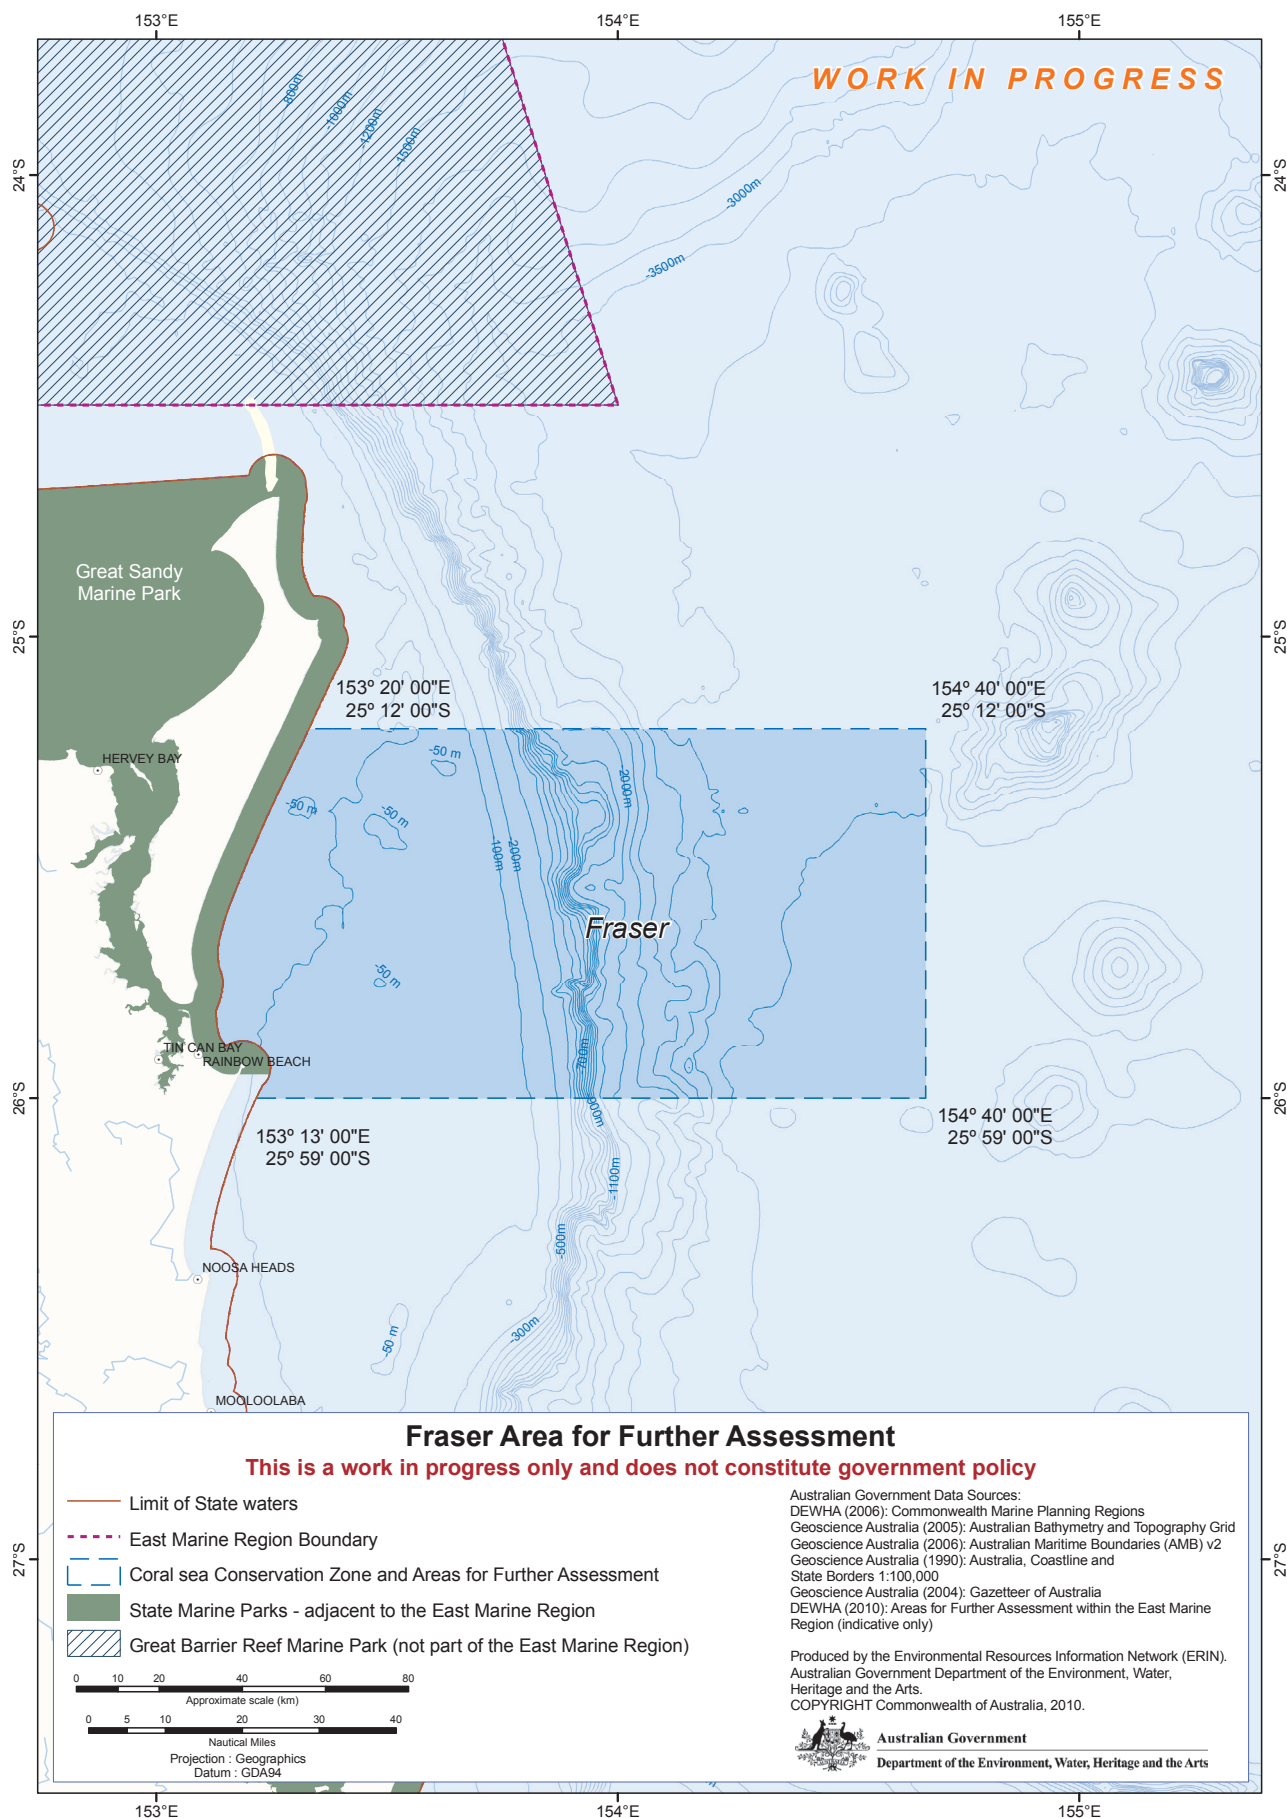 153°E
154°E
155°E
WORK IN PROGRESS
800m
-1000m
-1200m
-1500m
24°S
24°S
-3000m
-3500m
Great Sandy
Marine Park
25°S
25°S
153° 20' 00"E
25° 12' 00"S
154° 40' 00"E
25° 12' 00"S
HERVEY BAY
-50 m
-2000m
-50 m
-50 m
-100m
-200m
Fraser
-50 m
TIN CAN BAY
RAINBOW BEACH
-700m
26°S
26°S
-900m
153° 13' 00"E
25° 59' 00"S
154° 40' 00"E
25° 59' 00"S
-1100m
-500m
NOOSA HEADS
-300m
-50 m
MOOLOOLABA
Fraser Area for Further Assessment
This is a work in progress only and does not constitute government policy
Limit of State waters
East Marine Region Boundary
Coral sea Conservation Zone and Areas for Further Assessment
State Marine Parks - adjacent to the East Marine Region
Great Barrier Reef Marine Park (not part of the East Marine Region)
0 10 20 40 60 80
Approximate scale (km)
0 5 10 20 30 40
Nautical Miles
Projection : Geographics
Datum : GDA94
Australian Government Data Sources:
DEWHA (2006): Commonwealth Marine Planning Regions
Geoscience Australia (2005): Australian Bathymetry and Topography Grid
Geoscience Australia (2006): Australian Maritime Boundaries (AMB) v2
Geoscience Australia (1990): Australia, Coastline and
State Borders 1:100,000
Geoscience Australia (2004): Gazetteer of Australia
DEWHA (2010): Areas for Further Assessment within the East Marine
Region (indicative only)
Produced by the Environmental Resources Information Network (ERIN).
Australian Government Department of the Environment, Water,
Heritage and the Arts.
COPYRIGHT Commonwealth of Australia, 2010.
Australian Government
Department of the Environment, Water, Heritage and the Arts
27°S
27°S
153°E
154°E
155°E